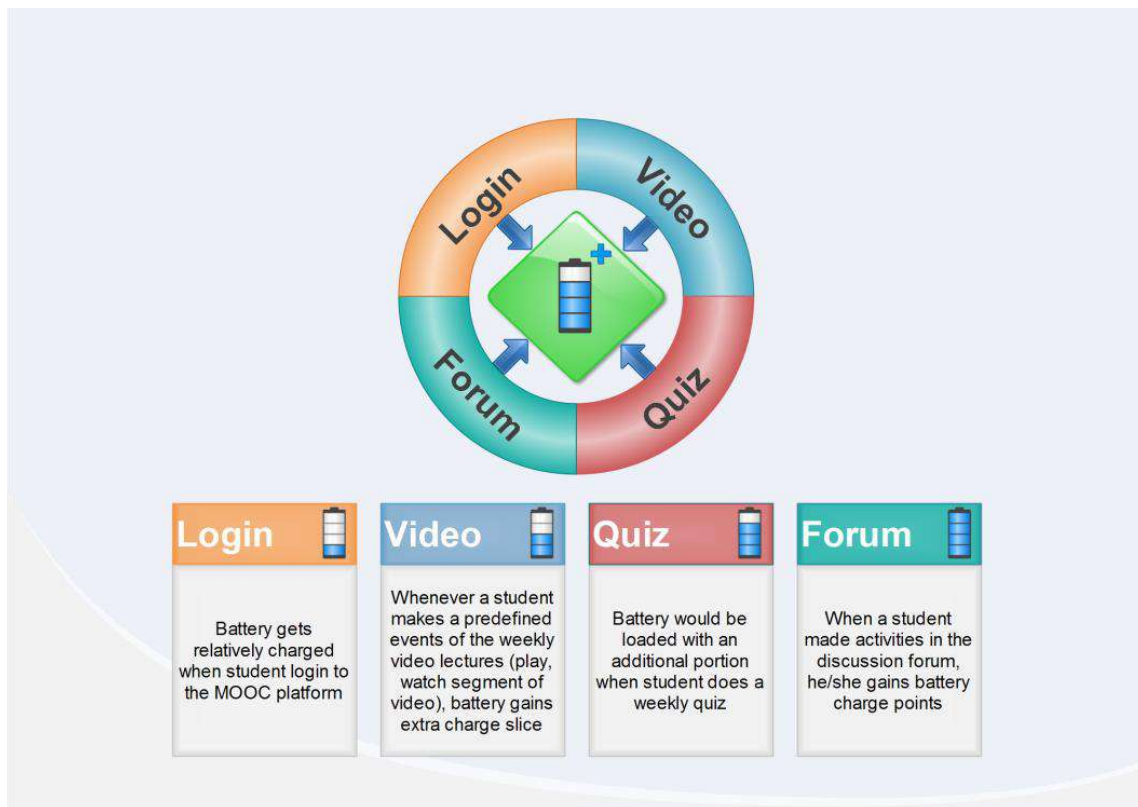 Login
Video
Forum
Quiz
Login
Battery gets
relatively charged
when student login to
the MOOC platform
Video
Whenever a student
makes a predefined
events of the weekly
video lectures (play,
watch segment of
video), battery gains
extra charge slice
Quiz
Battery would be
loaded with an
additional portion
when student does a
weekly quiz
Forum
When a student
made activities in the
discussion forum,
he/she gains battery
charge points